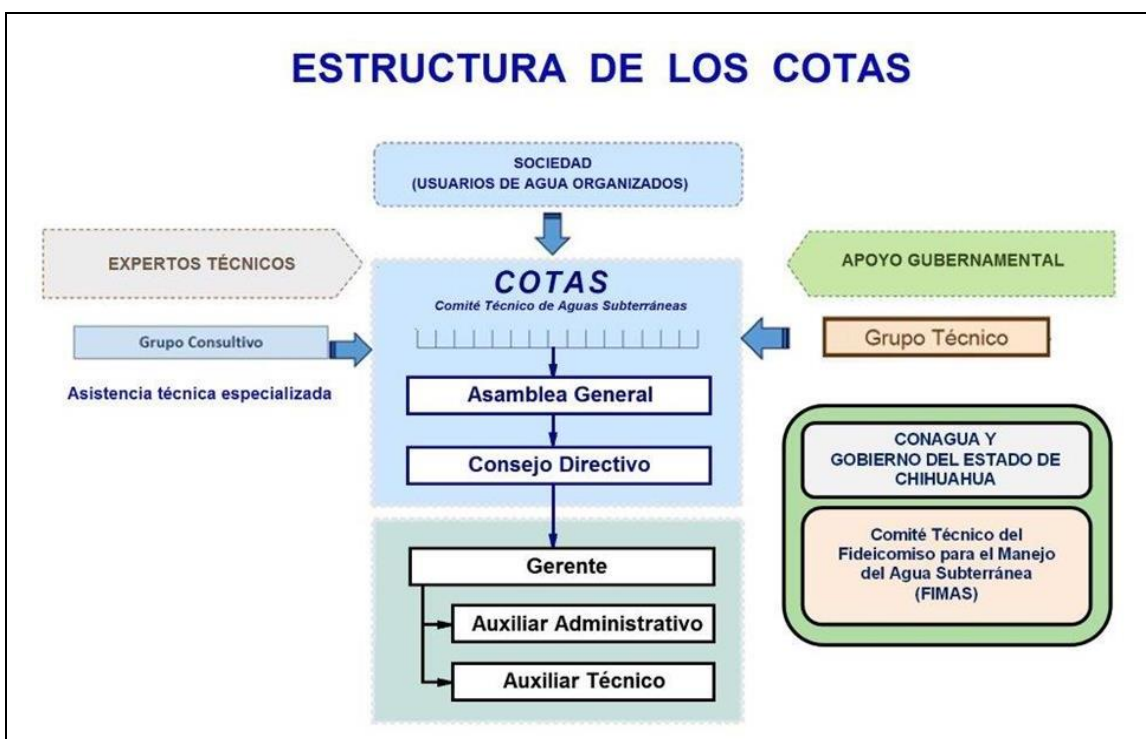 ESTRUCTURA DE LOS COTAS
SOCIEDAD
(USUARIOS DE AGUA ORGANIZADOS)
EXPERTOS TÉCNICOS
Grupo Consultivo
Asistencia técnica especializada
COTAS
Comité Técnico de Aguas Subterráneas
Asamblea General
Consejo Directivo
Gerente
Auxiliar Administrativo
Auxiliar Técnico
APOYO GUBERNAMENTAL
Grupo Técnico
CONAGUA Y
GOBIERNO DEL ESTADO DE
CHIHUAHUA
Comité Técnico del
Fideicomiso para el Manejo
del Agua Subterránea
(FIMAS)